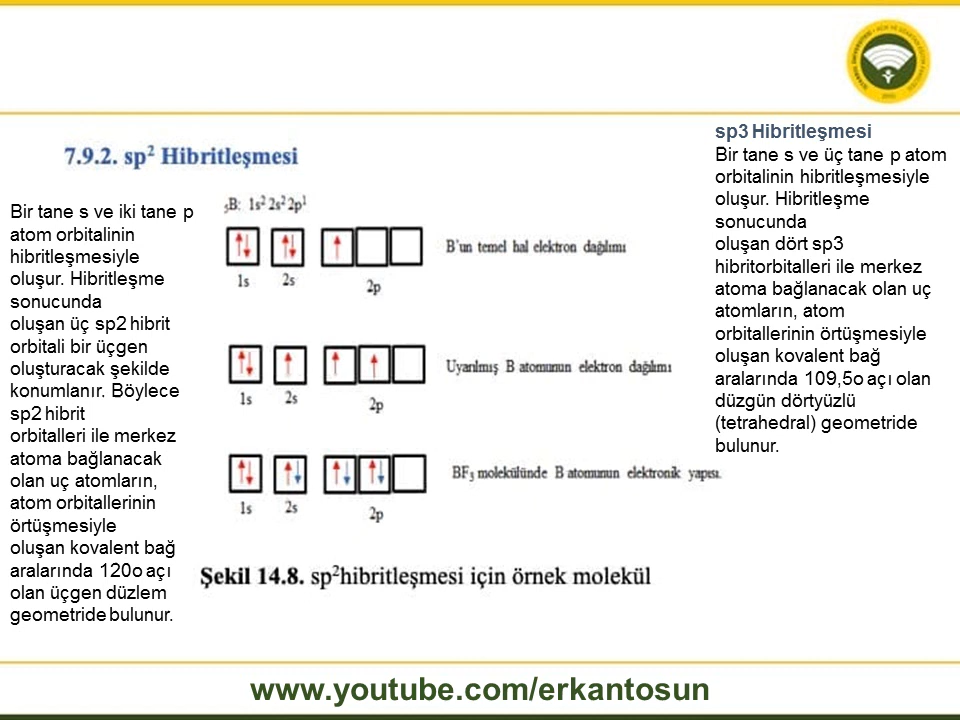 7.9.2. sp² Hibritleşmesi
Bir tane s ve iki tane p
atom orbitalinin
hibritleşmesiyle
oluşur. Hibritleşme
sonucunda
oluşan üç sp2 hibrit
orbitali bir üçgen
oluşturacak şekilde
konumlanır. Böylece
sp2 hibrit
orbitalleri ile merkez
atoma bağlanacak
olan uç atomların,
atom orbitallerinin
örtüşmesiyle
oluşan kovalent bağ
aralarında 120o açı
olan üçgen düzlem
geometride bulunur.
₅B: 1s² 2s² 2p¹
B'un temel hal elektron dağılımı
1s 2s 2p
Uyarılmış B atomunun elektron dağılımı
1s 2s 2p
BF₃ molekülünde B atomunun elektronik yapısı.
1s 2s 2p
Şekil 14.8. sp²hibritleşmesi için örnek molekül
sp3 Hibritleşmesi
Bir tane s ve üç tane p atom
orbitalinin hibritleşmesiyle
oluşur. Hibritleşme
sonucunda
oluşan dört sp3
hibritorbitalleri ile merkez
atoma bağlanacak olan uç
atomların, atom
orbitallerinin örtüşmesiyle
oluşan kovalent bağ
aralarında 109,5o açı olan
düzgün dörtyüzlü
(tetrahedral) geometride
bulunur.
www.youtube.com/erkantosun